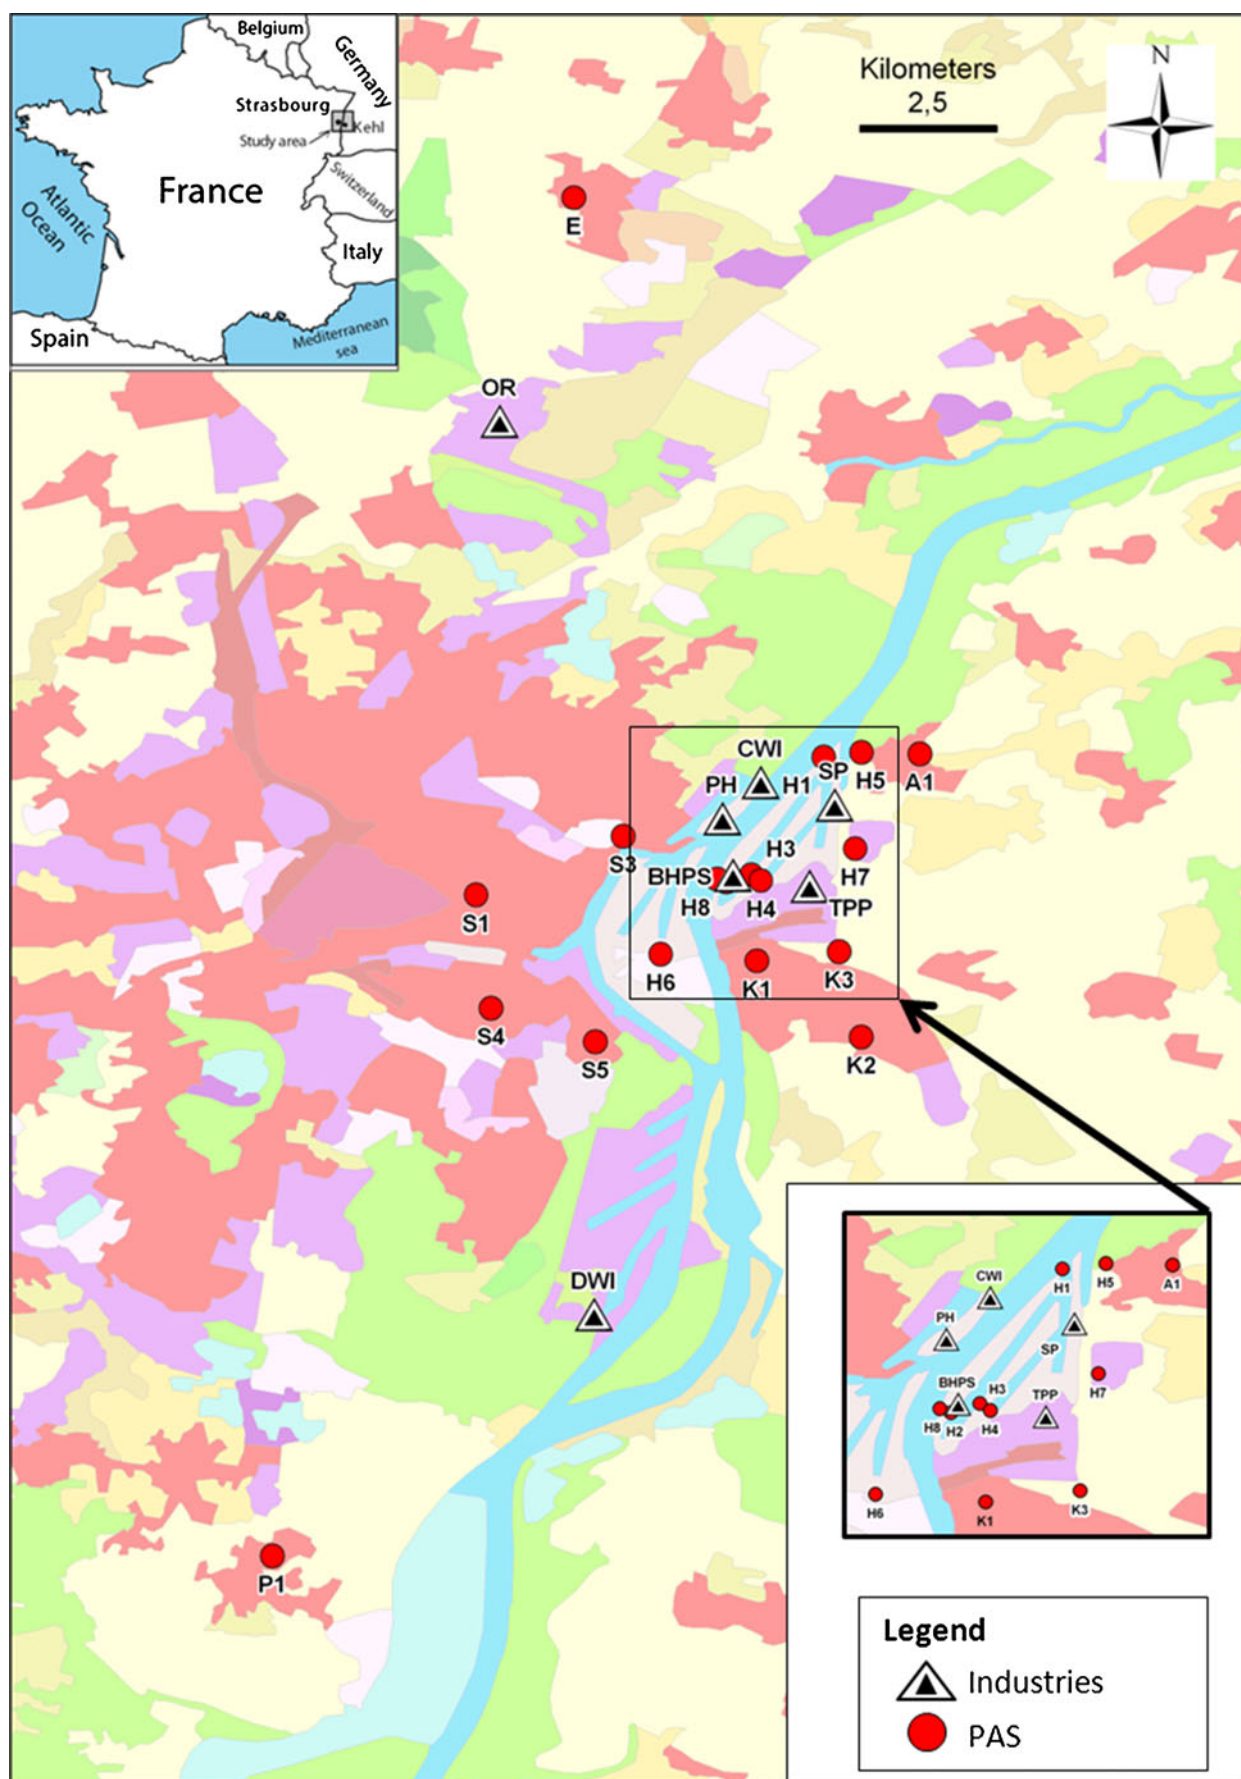 Belgium
Germany
Strasbourg
Kehl
Study area
France
Switzerland
Atlantic
Ocean
Italy
Spain
Mediterranean
sea
Kilometers
2,5
N
E
OR
CWI
PH
H1
SP
H5
A1
S3
H3
BHPS
H7
H8
H4
TPP
S1
H6
K1
K3
S4
S5
K2
DWI
P1
CWI
H1
H5
A1
PH
SP
BHPS
H3
H7
TPP
H8
H2
H4
H6
K1
K3
Legend
Industries
PAS